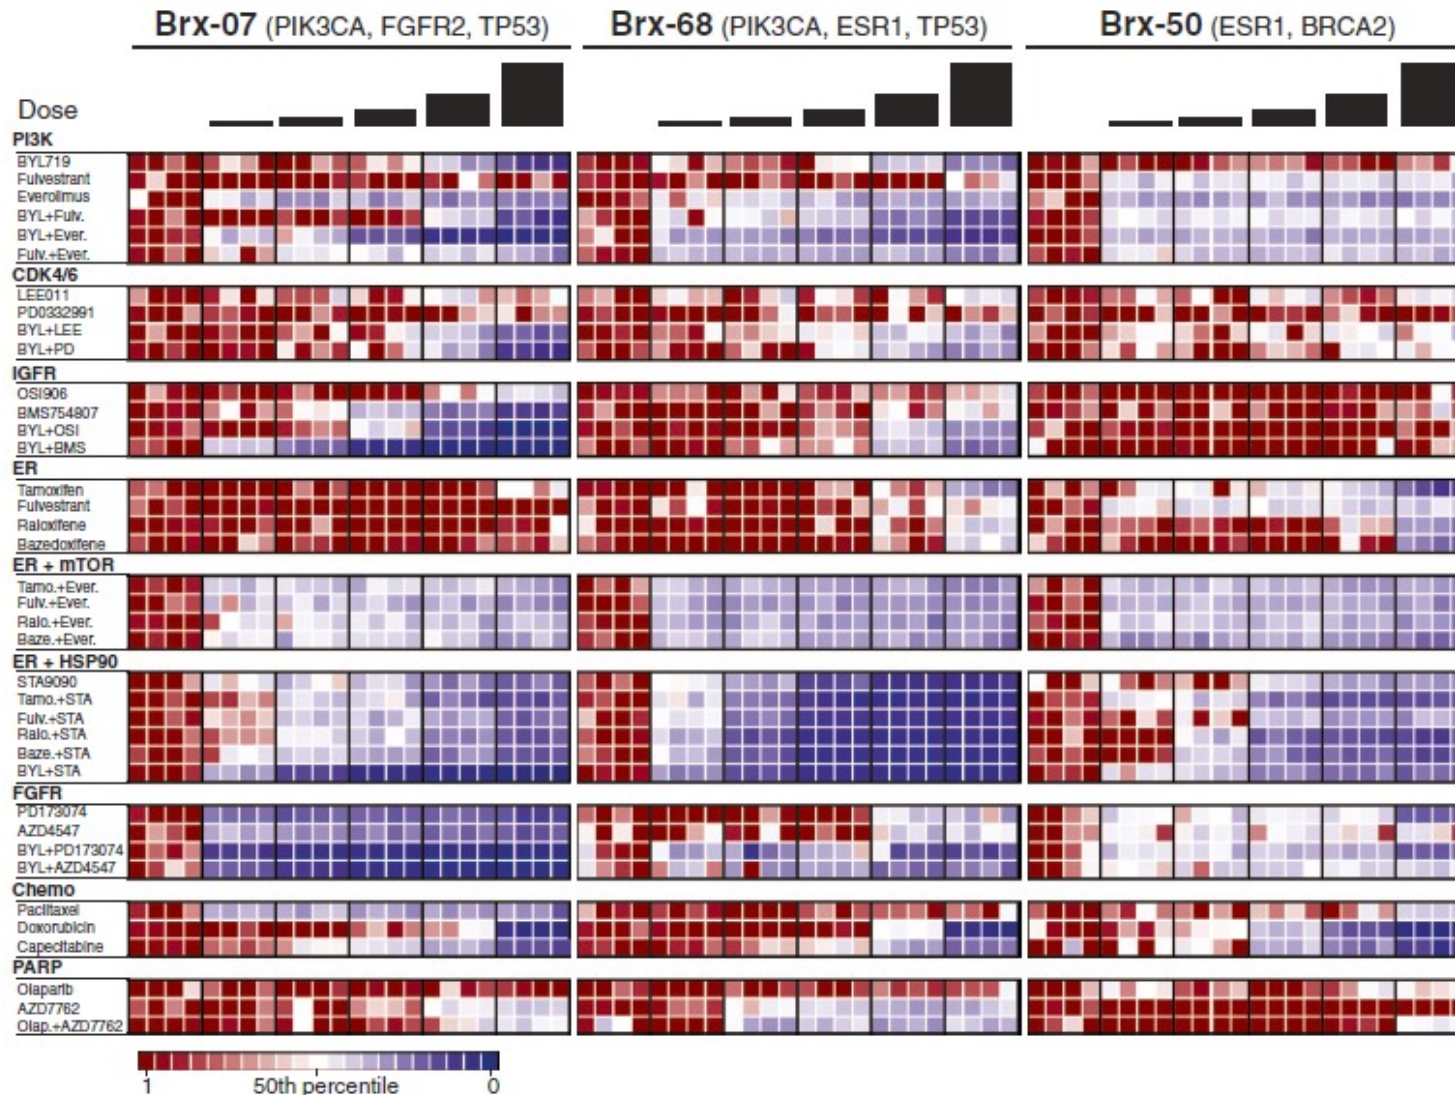 Brx-07 (PIK3CA, FGFR2, TP53) Brx-68 (PIK3CA, ESR1, TP53) Brx-50 (ESR1, BRCA2)
Dose
PI3K
BYL719
Fulvestrant
Everolimus
BYL+Fulv.
BYL+Ever.
Fulv.+Ever.
CDK4/6
LEE011
PD0332991
BYL+LEE
BYL+PD
IGFR
OSI906
BMS754807
BYL+OSI
BYL+BMS
ER
Tamoxifen
Fulvestrant
Raloxifene
Bazedoxifene
ER + mTOR
Tamo.+Ever.
Fulv.+Ever.
Ralo.+Ever.
Baze.+Ever.
ER + HSP90
STA9090
Tamo.+STA
Fulv.+STA
Ralo.+STA
Baze.+STA
BYL+STA
FGFR
PD173074
AZD4547
BYL+PD173074
BYL+AZD4547
Chemo
Paclitaxel
Doxorubicin
Capecitabine
PARP
Olaparib
AZD7762
Olap.+AZD7762
1 50th percentile 0